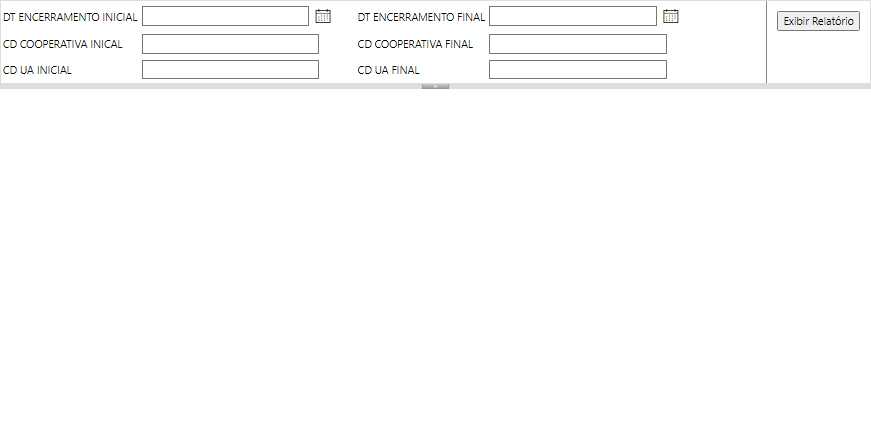 DT ENCERRAMENTO INICIAL DT ENCERRAMENTO FINAL Exibir Relatório
CD COOPERATIVA INICAL CD COOPERATIVA FINAL
CD UA INICIAL CD UA FINAL